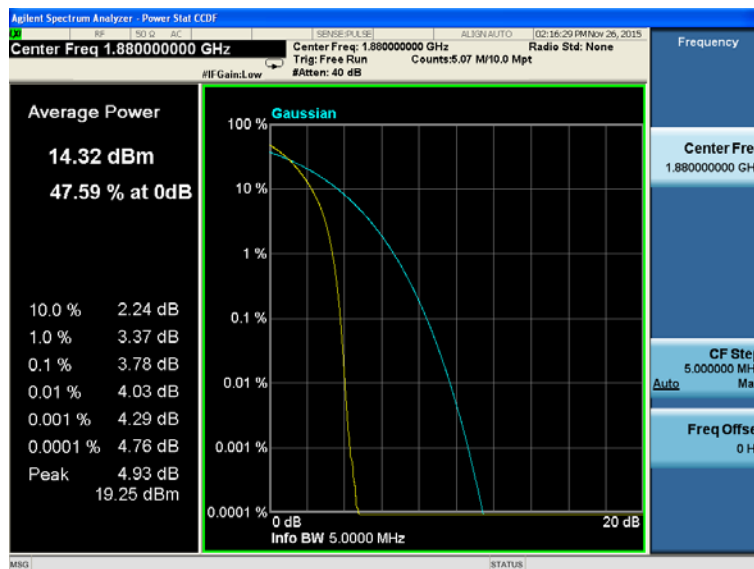 Agilent Spectrum Analyzer - Power Stat CCDF
RF 50 Ω AC SENSE:PULSE ALIGN AUTO 02:16:29 PM Nov 26, 2015
Center Freq 1.880000000 GHz
Center Freq: 1.880000000 GHz Radio Std: None
Trig: Free Run Counts:5.07 M/10.0 Mpt
#IFGain:Low #Atten: 40 dB
Frequency
Average Power
14.32 dBm
47.59 % at 0dB
10.0 % 2.24 dB
1.0 % 3.37 dB
0.1 % 3.78 dB
0.01 % 4.03 dB
0.001 % 4.29 dB
0.0001 % 4.76 dB
Peak 4.93 dB
19.25 dBm
Gaussian
100 %
10 %
1 %
0.1 %
0.01 %
0.001 %
0.0001 %
0 dB 20 dB
Info BW 5.0000 MHz
Center Fre
1.880000000 GH
CF Ste
5.000000 MH
Auto Ma
Freq Offse
0 H
MSG STATUS